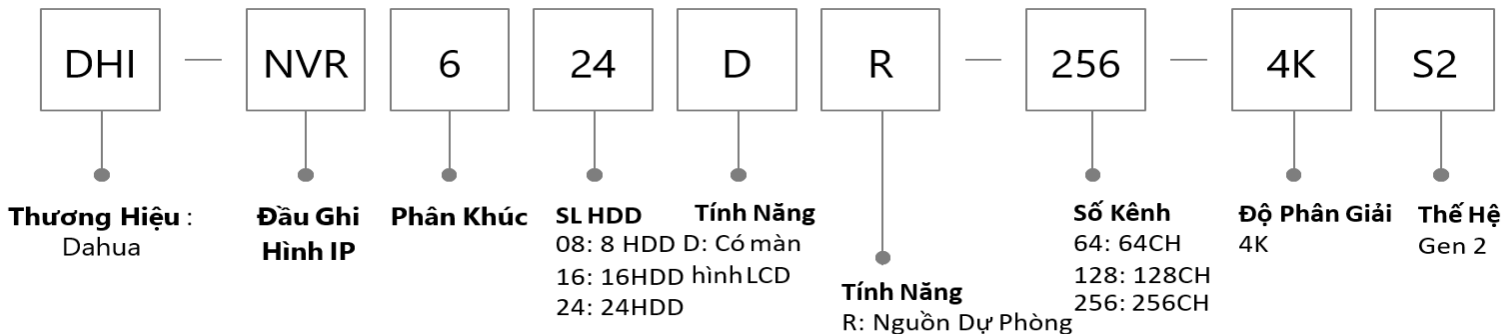 DHI — NVR 6 24 D R — 256 — 4K S2
Thương Hiệu :
Dahua
Đầu Ghi
Hình IP
Phân Khúc
SL HDD
08: 8 HDD
16: 16HDD
24: 24HDD
Tính Năng
D: Có màn
hình LCD
Tính Năng
R: Nguồn Dự Phòng
Số Kênh
64: 64CH
128: 128CH
256: 256CH
Độ Phân Giải
4K
Thế Hệ
Gen 2